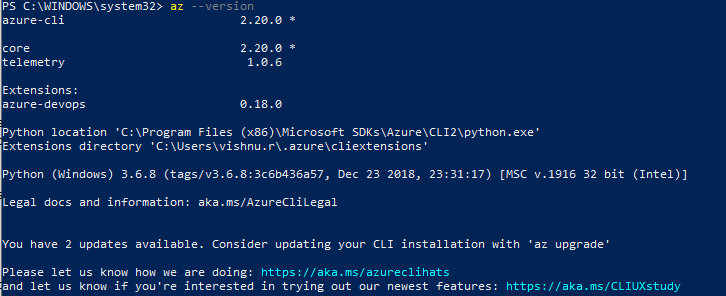 PS C:\WINDOWS\system32> az --version
azure-cli 2.20.0 *
core 2.20.0 *
telemetry 1.0.6
Extensions:
azure-devops 0.18.0
Python location 'C:\Program Files (x86)\Microsoft SDKs\Azure\CLI2\python.exe'
Extensions directory 'C:\Users\vishnu.r\.azure\cliextensions'
Python (Windows) 3.6.8 (tags/v3.6.8:3c6b436a57, Dec 23 2018, 23:31:17) [MSC v.1916 32 bit (Intel)]
Legal docs and information: aka.ms/AzureCliLegal
You have 2 updates available. Consider updating your CLI installation with 'az upgrade'
Please let us know how we are doing: https://aka.ms/azureclihats
and let us know if you're interested in trying out our newest features: https://aka.ms/CLIUXstudy